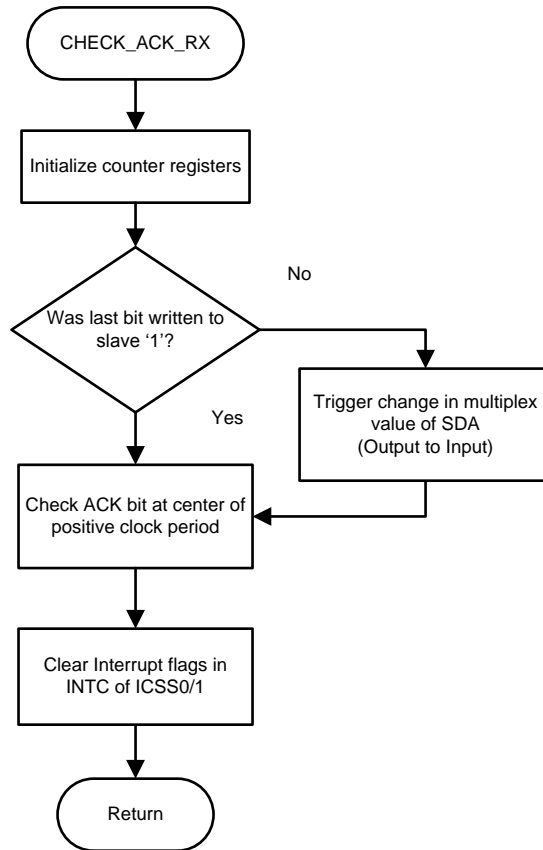 CHECK_ACK_RX
Initialize counter registers
No
Was last bit written to
slave ‘1’?
Trigger change in multiplex
value of SDA
(Output to Input)
Yes
Check ACK bit at center of
positive clock period
Clear Interrupt flags in
INTC of ICSS0/1
Return